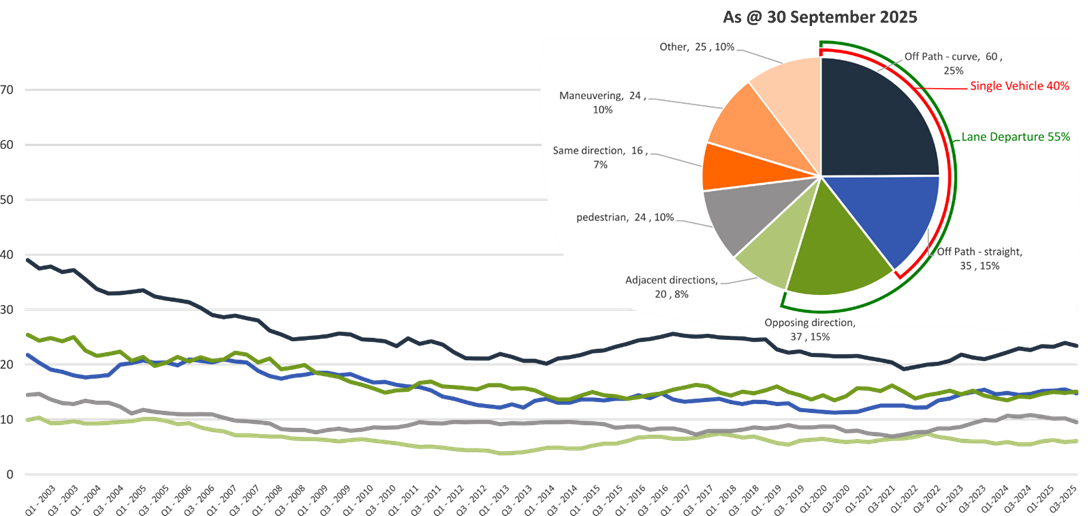 As @ 30 September 2025
Other, 25 , 10%
Off Path - curve, 60 ,
25%
Single Vehicle 40%
Maneuvering, 24 ,
10%
Lane Departure 55%
Same direction, 16 ,
7%
pedestrian, 24 , 10%
Off Path - straight,
35 , 15%
Adjacent directions,
20 , 8%
Opposing direction,
37 , 15%
70
60
50
40
30
20
10
0
Q1 - 2003
Q3 - 2003
Q1 - 2004
Q3 - 2004
Q1 - 2005
Q3 - 2005
Q1 - 2006
Q3 - 2006
Q1 - 2007
Q3 - 2007
Q1 - 2008
Q3 - 2008
Q1 - 2009
Q3 - 2009
Q1 - 2010
Q3 - 2010
Q1 - 2011
Q3 - 2011
Q1 - 2012
Q3 - 2012
Q1 - 2013
Q3 - 2013
Q1 - 2014
Q3 - 2014
Q1 - 2015
Q3 - 2015
Q1 - 2016
Q3 - 2016
Q1 - 2017
Q3 - 2017
Q1 - 2018
Q3 - 2018
Q1 - 2019
Q3 - 2019
Q1 - 2020
Q3 - 2020
Q1 - 2021
Q3 - 2021
Q1 - 2022
Q3 - 2022
Q1 - 2023
Q3 - 2023
Q1 - 2024
Q3 - 2024
Q1 - 2025
Q3-2025